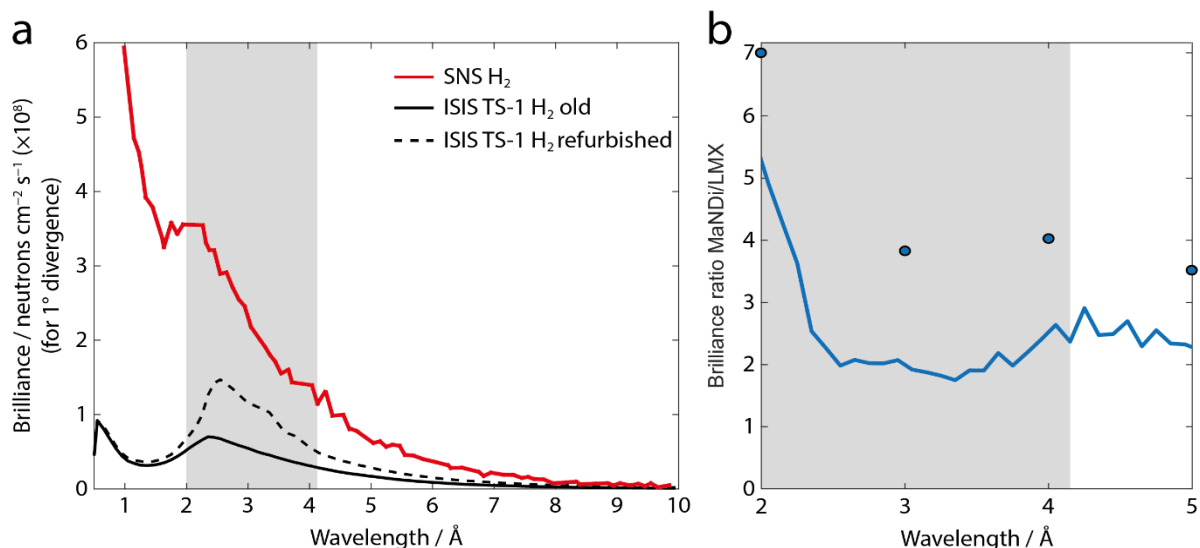 a
Brilliance / neutrons cm⁻² s⁻¹ (×10⁸)
(for 1° divergence)
6
5
4
3
2
1
0
SNS H₂
ISIS TS-1 H₂ old
ISIS TS-1 H₂ refurbished
1 2 3 4 5 6 7 8 9 10
Wavelength / Å
b
Brilliance ratio MaNDi/LMX
7
6
5
4
3
2
1
0
2 3 4 5
Wavelength / Å